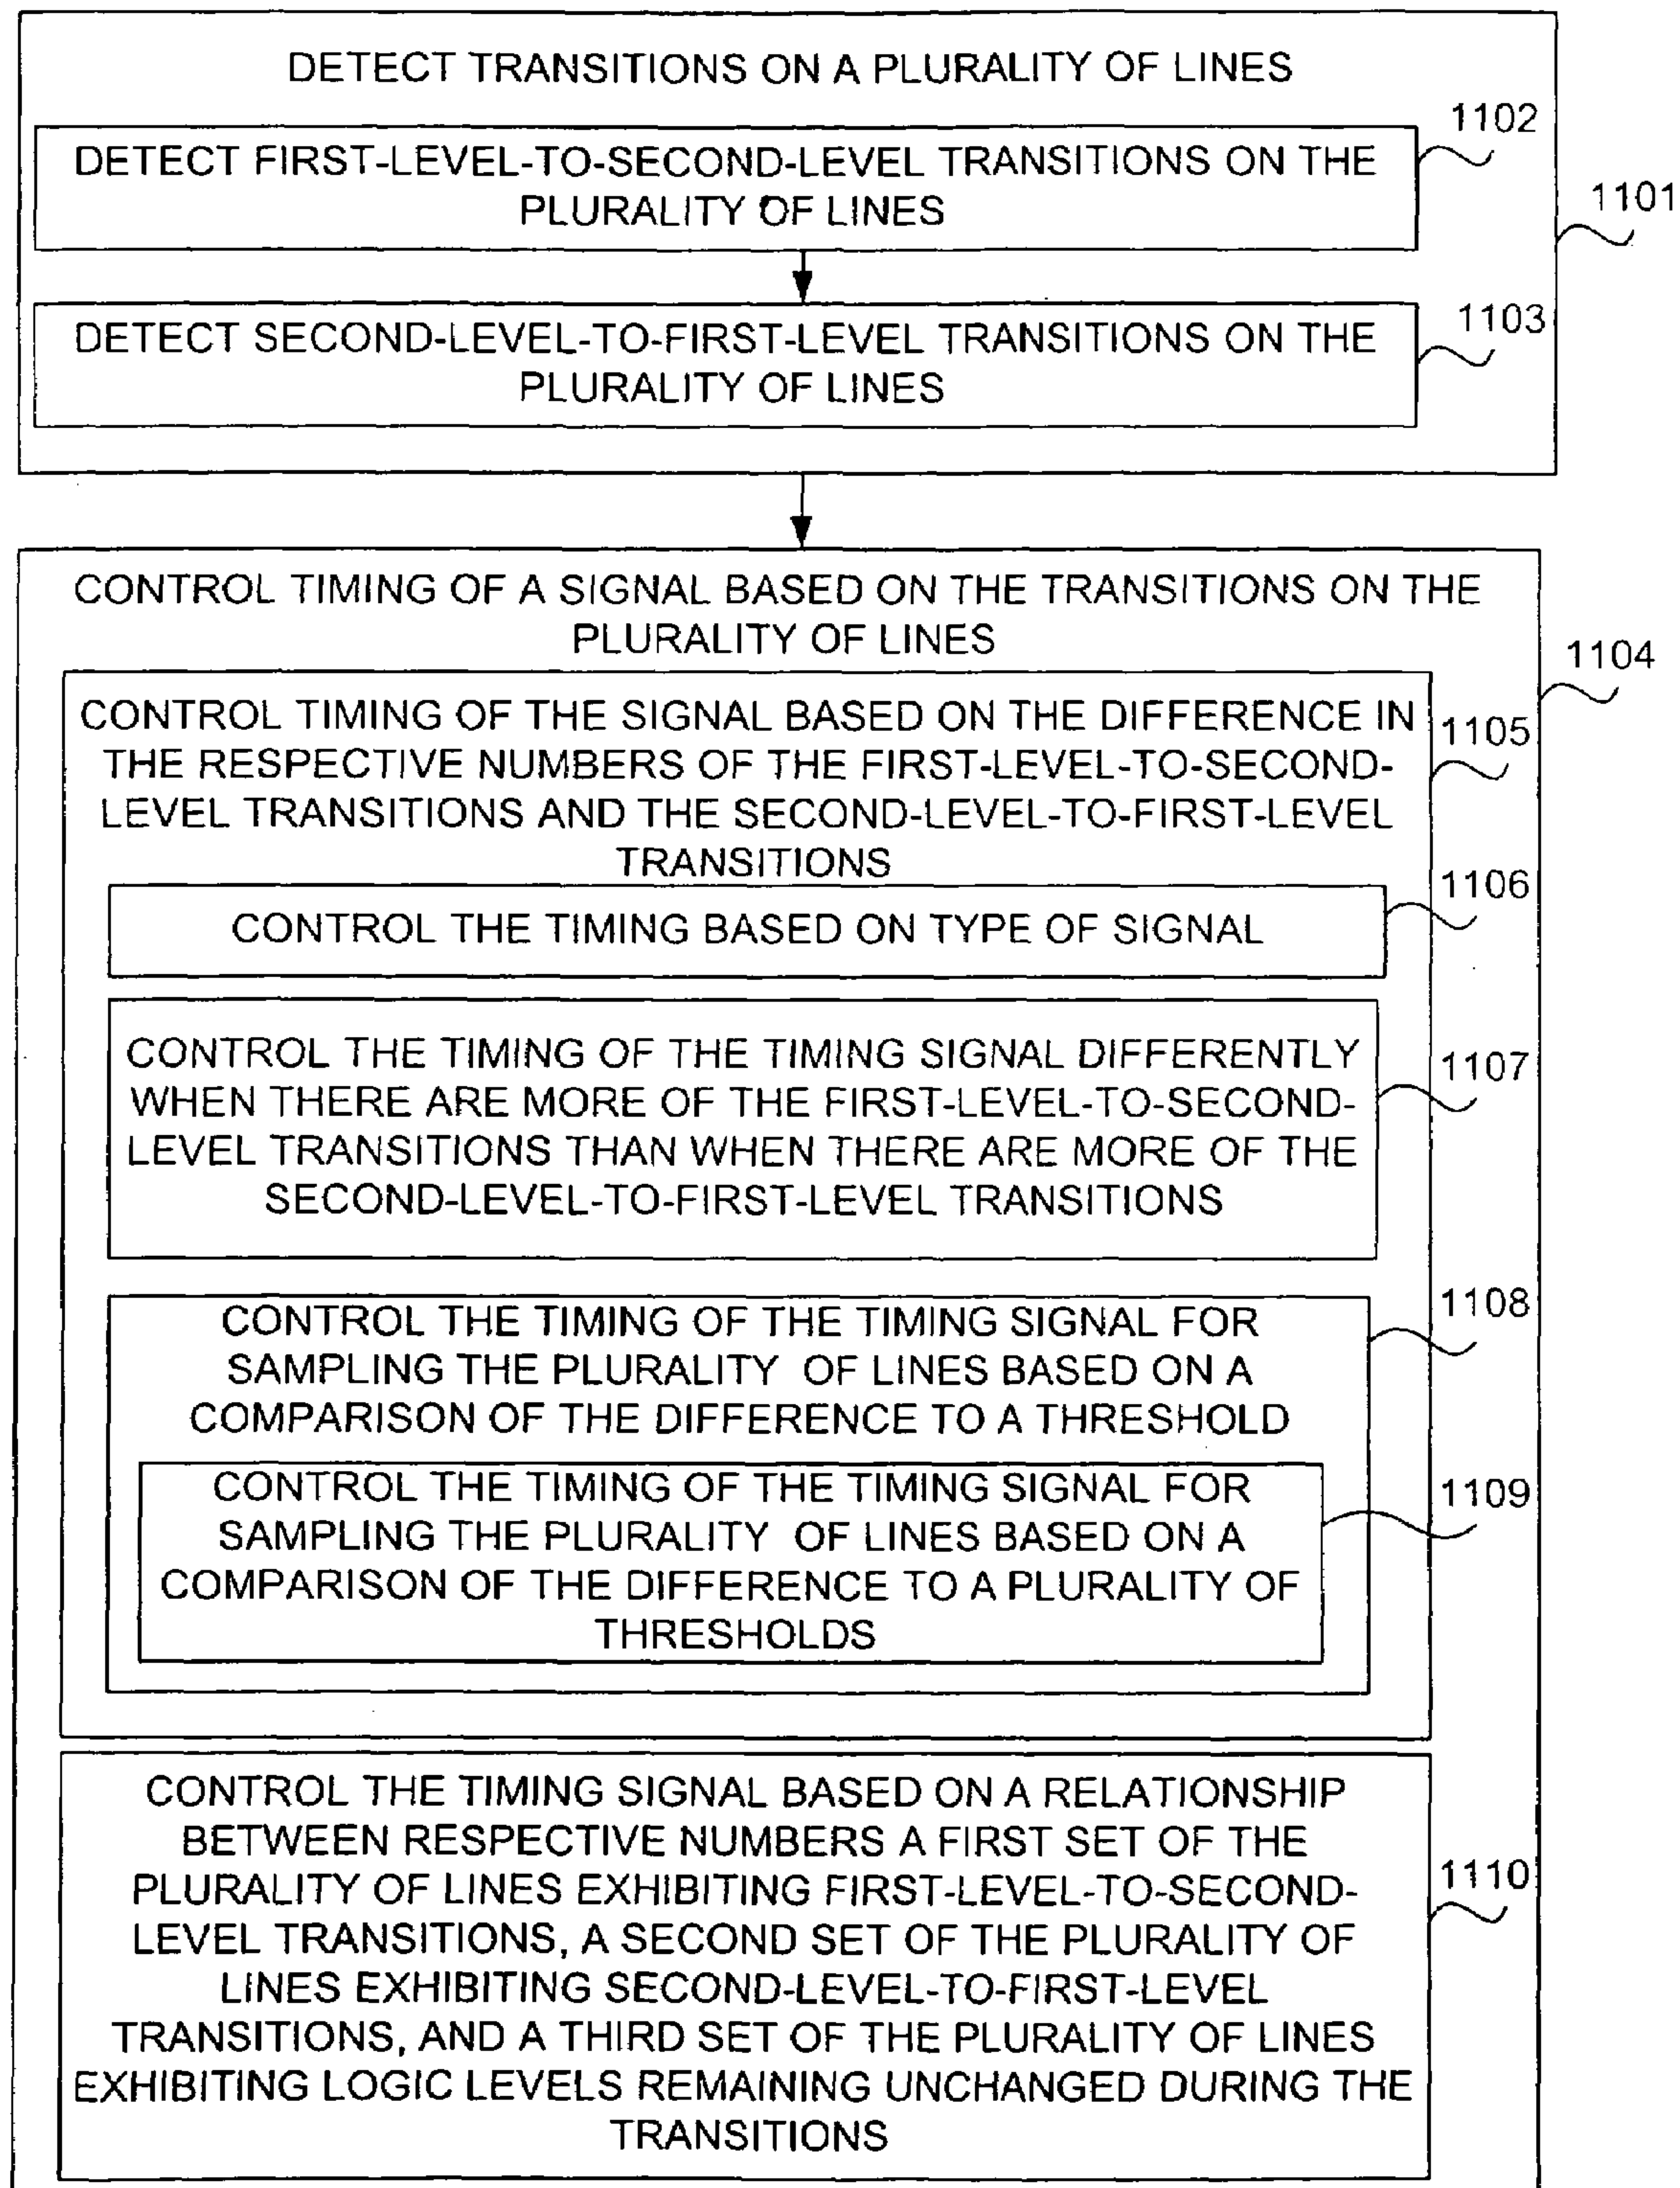 DETECT TRANSITIONS ON A PLURALITY OF LINES
1102
DETECT FIRST-LEVEL-TO-SECOND-LEVEL TRANSITIONS ON THE
PLURALITY OF LINES
1101
1103
DETECT SECOND-LEVEL-TO-FIRST-LEVEL TRANSITIONS ON THE
PLURALITY OF LINES
CONTROL TIMING OF A SIGNAL BASED ON THE TRANSITIONS ON THE
PLURALITY OF LINES
1104
CONTROL TIMING OF THE SIGNAL BASED ON THE DIFFERENCE IN
THE RESPECTIVE NUMBERS OF THE FIRST-LEVEL-TO-SECOND-
LEVEL TRANSITIONS AND THE SECOND-LEVEL-TO-FIRST-LEVEL
TRANSITIONS
1105
1106
CONTROL THE TIMING BASED ON TYPE OF SIGNAL
CONTROL THE TIMING OF THE TIMING SIGNAL DIFFERENTLY
WHEN THERE ARE MORE OF THE FIRST-LEVEL-TO-SECOND-
LEVEL TRANSITIONS THAN WHEN THERE ARE MORE OF THE
SECOND-LEVEL-TO-FIRST-LEVEL TRANSITIONS
1107
CONTROL THE TIMING OF THE TIMING SIGNAL FOR
SAMPLING THE PLURALITY OF LINES BASED ON A
COMPARISON OF THE DIFFERENCE TO A THRESHOLD
1108
CONTROL THE TIMING OF THE TIMING SIGNAL FOR
SAMPLING THE PLURALITY OF LINES BASED ON A
COMPARISON OF THE DIFFERENCE TO A PLURALITY OF
THRESHOLDS
1109
CONTROL THE TIMING SIGNAL BASED ON A RELATIONSHIP
BETWEEN RESPECTIVE NUMBERS A FIRST SET OF THE
PLURALITY OF LINES EXHIBITING FIRST-LEVEL-TO-SECOND-
LEVEL TRANSITIONS, A SECOND SET OF THE PLURALITY OF
LINES EXHIBITING SECOND-LEVEL-TO-FIRST-LEVEL
TRANSITIONS, AND A THIRD SET OF THE PLURALITY OF LINES
EXHIBITING LOGIC LEVELS REMAINING UNCHANGED DURING THE
TRANSITIONS
1110